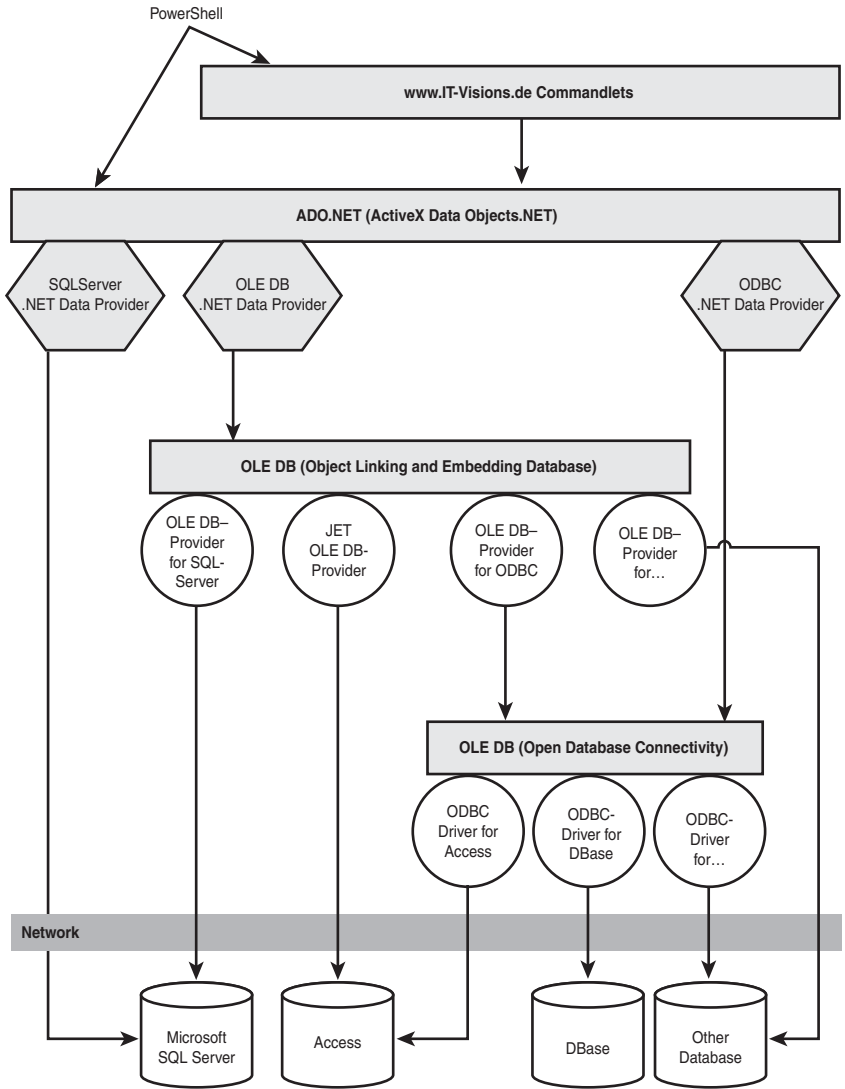 PowerShell
www.IT-Visions.de Commandlets
ADO.NET (ActiveX Data Objects.NET)
SQLServer
.NET Data Provider
OLE DB
.NET Data Provider
ODBC
.NET Data Provider
OLE DB (Object Linking and Embedding Database)
OLE DB–
Provider
for SQL-
Server
JET
OLE DB-
Provider
OLE DB–
Provider
for ODBC
OLE DB–
Provider
for…
OLE DB (Open Database Connectivity)
ODBC
Driver for
Access
ODBC-
Driver for
DBase
ODBC-
Driver
for…
Network
Microsoft
SQL Server
Access
DBase
Other
Database